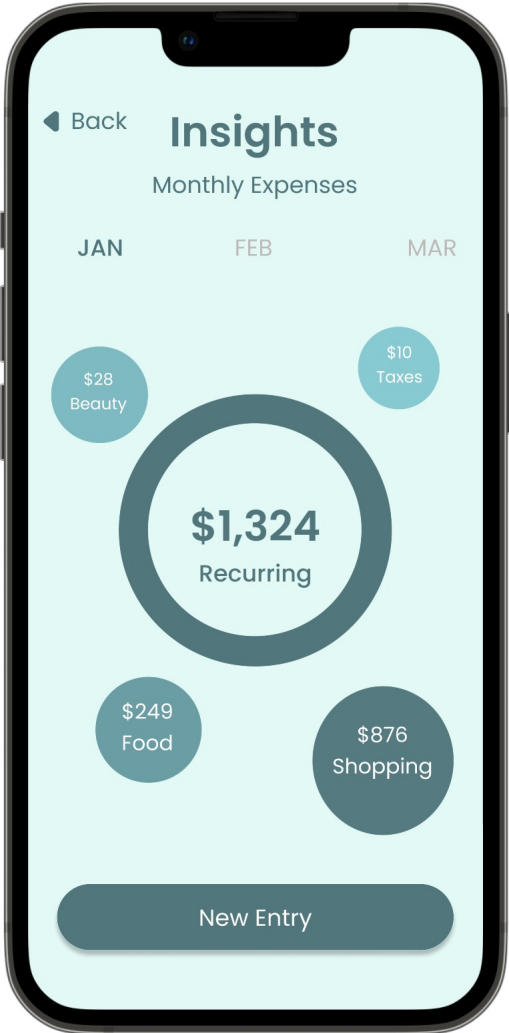 Back
Insights
Monthly Expenses
JAN FEB MAR
$10
Taxes
$28
Beauty
$1,324
Recurring
$249
Food
$876
Shopping
New Entry